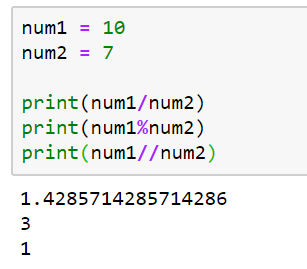 num1 = 10
num2 = 7
print(num1/num2)
print(num1%num2)
print(num1//num2)
1.4285714285714286
3
1